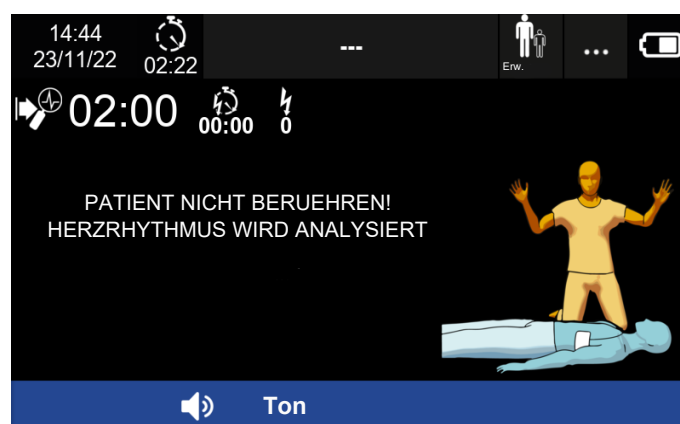 14:44
23/11/22
02:22
---
Erw.
...
02:00
00:00
0
PATIENT NICHT BERUEHREN!
HERZRHYTHMUS WIRD ANALYSIERT
Ton